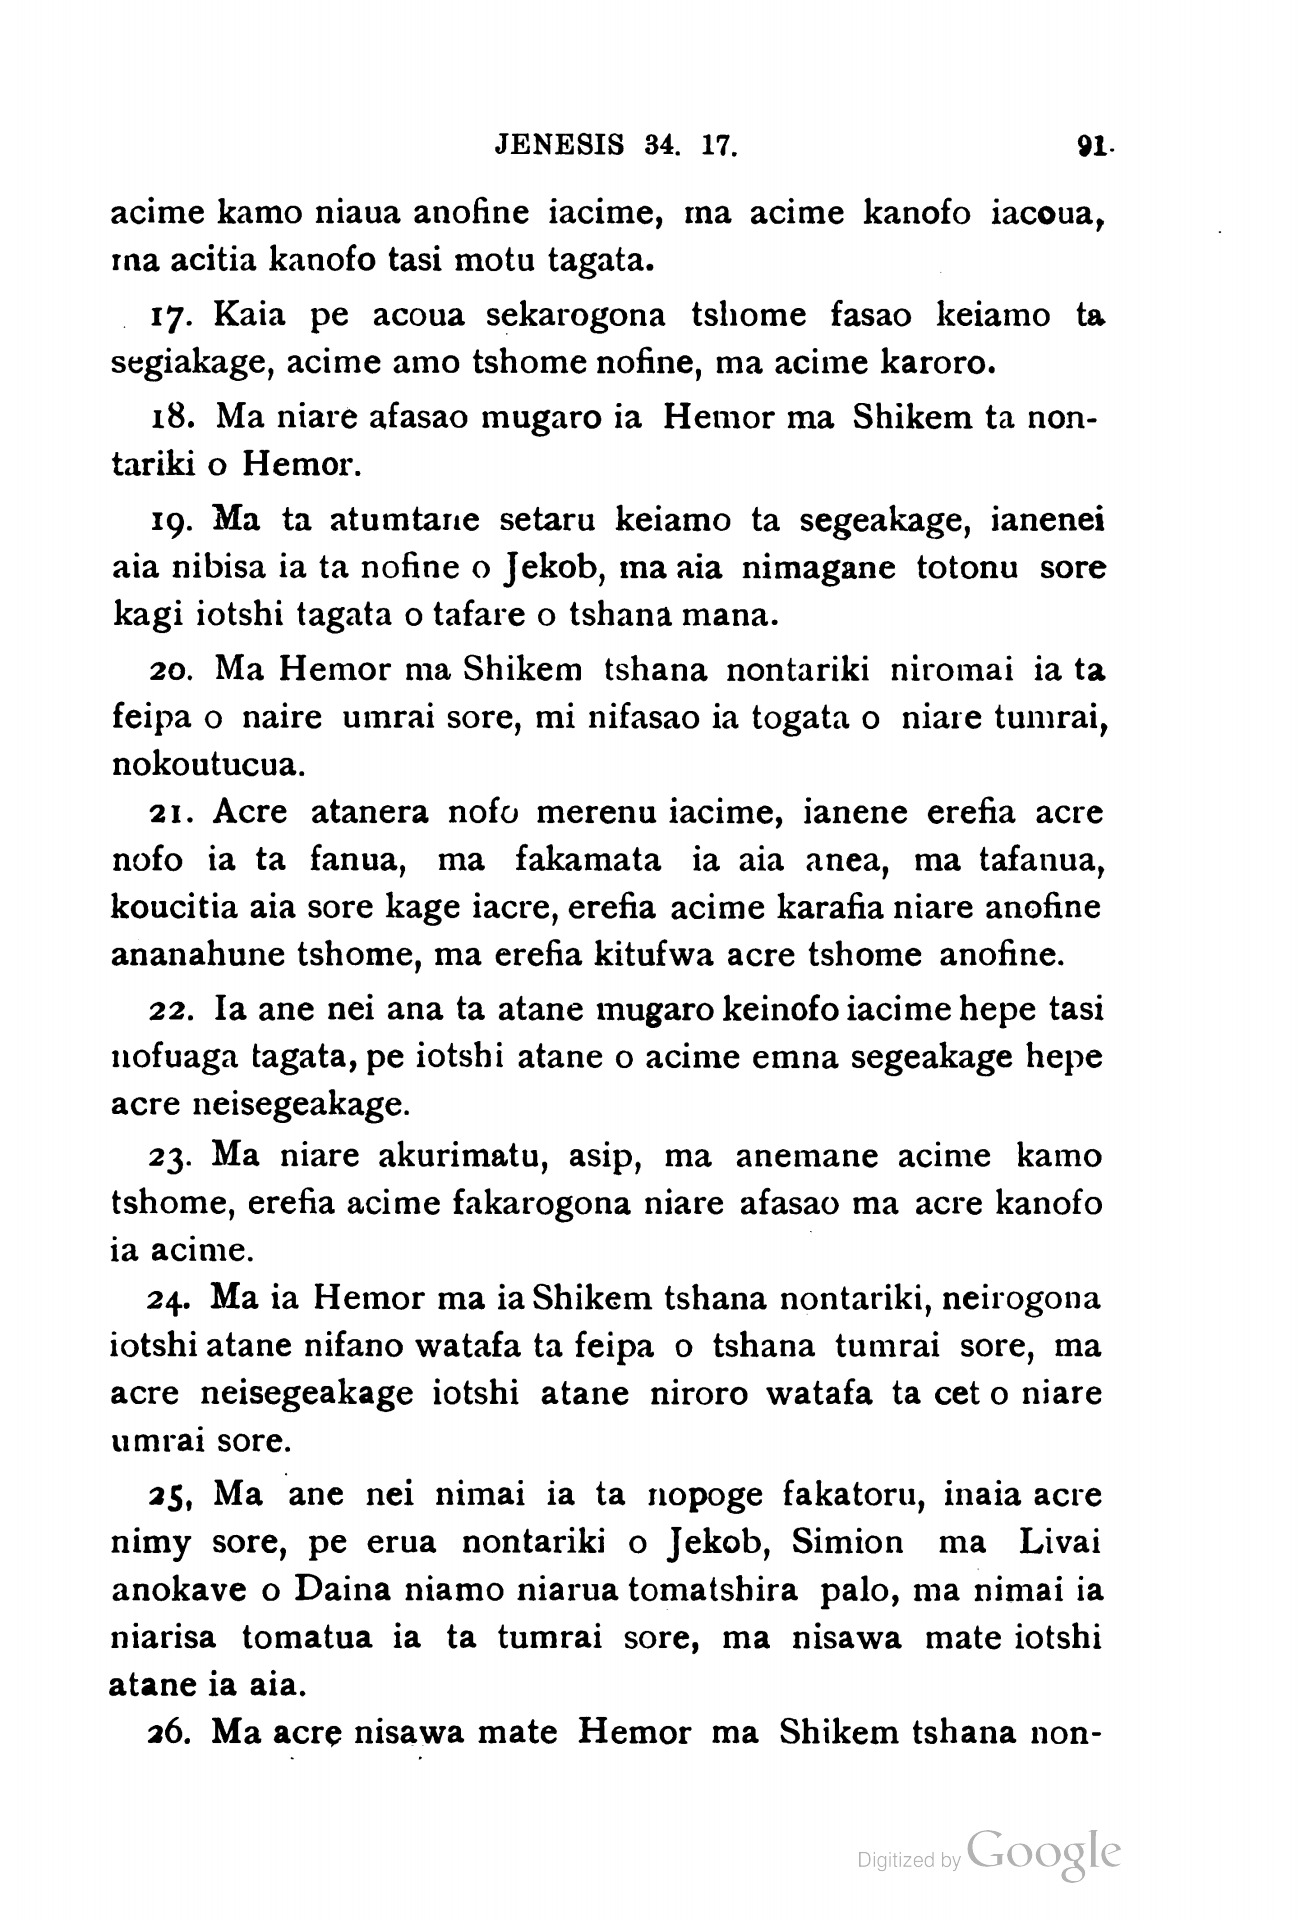 JENESIS 34. 17. 91.
acime kamo niaua anofine iacime, ma acime kanofo iacoua,
ma acitia kanofo tasi motu tagata.
17. Kaia pe acoua sekarogona tshome fasao keiamo ta
segiakage, acime amo tshome nofine, ma acime karoro.
18. Ma niare afasao mugaro ia Hemor ma Shikem ta non-
tariki o Hemor.
19. Ma ta atumtane setaru keiamo ta segeakage, ianenei
aia nibisa ia ta nofine o Jekob, ma aia nimagane totonu sore
kagi iotshi tagata o tafare o tshana mana.
20. Ma Hemor ma Shikem tshana nontariki niromai ia ta
feipa o naire umrai sore, mi nifasao ia togata o niare tumrai,
nokoutucua.
21. Acre atanera nofo merenu iacime, ianene erefia acre
nofo ia ta fanua, ma fakamata ia aia anea, ma tafanua,
koucitia aia sore kage iacre, erefia acime karafia niare anofine
ananahune tshome, ma erefia kitufwa acre tshome anofine.
22. Ia ane nei ana ta atane mugaro keinofo iacime hepe tasi
nofuaga tagata, pe iotshi atane o acime emna segeakage hepe
acre neisegeakage.
23. Ma niare akurimatu, asip, ma anemane acime kamo
tshome, erefia acime fakarogona niare afasao ma acre kanofo
ia acime.
24. Ma ia Hemor ma ia Shikem tshana nontariki, neirogona
iotshi atane nifano watafa ta feipa o tshana tumrai sore, ma
acre neisegeakage iotshi atane niroro watafa ta cet o niare
umrai sore.
25, Ma ane nei nimai ia ta nopoge fakatoru, inaia acre
nimy sore, pe erua nontariki o Jekob, Simion ma Livai
anokave o Daina niamo niarua tomatshira palo, ma nimai ia
niarisa tomatua ia ta tumrai sore, ma nisawa mate iotshi
atane ia aia.
26. Ma acre nisawa mate Hemor ma Shikem tshana non-
Digitized by Google